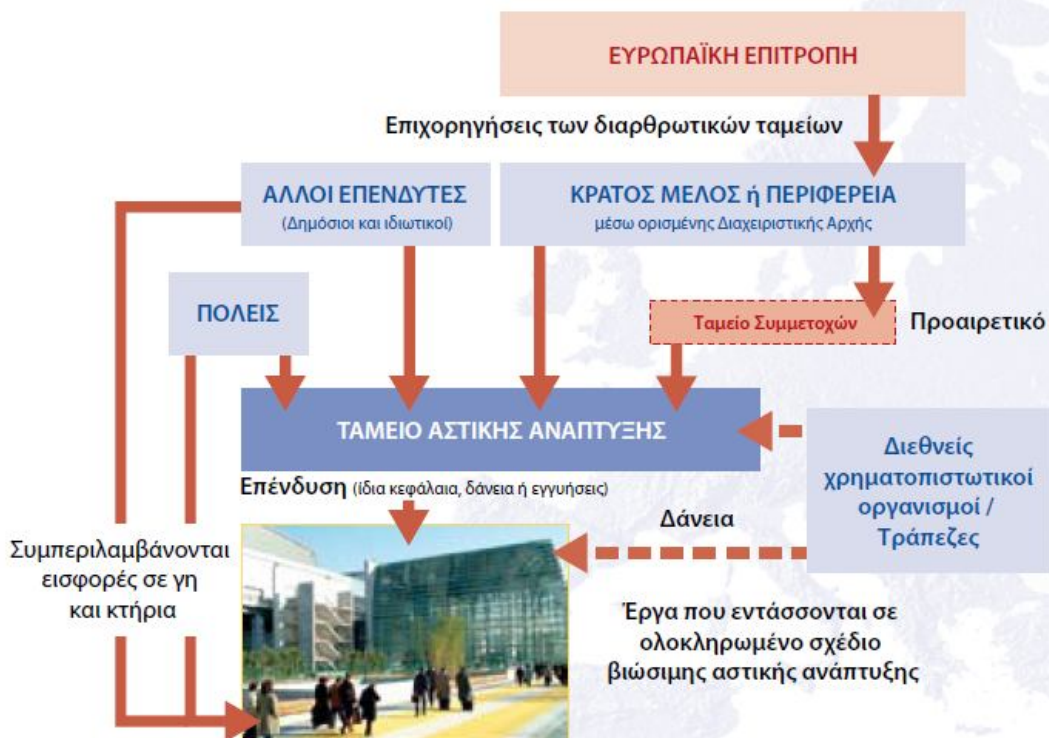 ΕΥΡΩΠΑΪΚΗ ΕΠΙΤΡΟΠΗ
Επιχορηγήσεις των διαρθρωτικών ταμείων
ΑΛΛΟΙ ΕΠΕΝΔΥΤΕΣ
(Δημόσιοι και ιδιωτικοί)
ΚΡΑΤΟΣ ΜΕΛΟΣ ή ΠΕΡΙΦΕΡΕΙΑ
μέσω ορισμένης Διαχειριστικής Αρχής
ΠΟΛΕΙΣ
Ταμείο Συμμετοχών
Προαιρετικό
ΤΑΜΕΙΟ ΑΣΤΙΚΗΣ ΑΝΑΠΤΥΞΗΣ
Διεθνείς
χρηματοπιστωτικοί
οργανισμοί /
Τράπεζες
Επένδυση (ίδια κεφάλαια, δάνεια ή εγγυήσεις)
Δάνεια
Συμπεριλαμβάνονται
εισφορές σε γη
και κτήρια
Έργα που εντάσσονται σε
ολοκληρωμένο σχέδιο
βιώσιμης αστικής ανάπτυξης